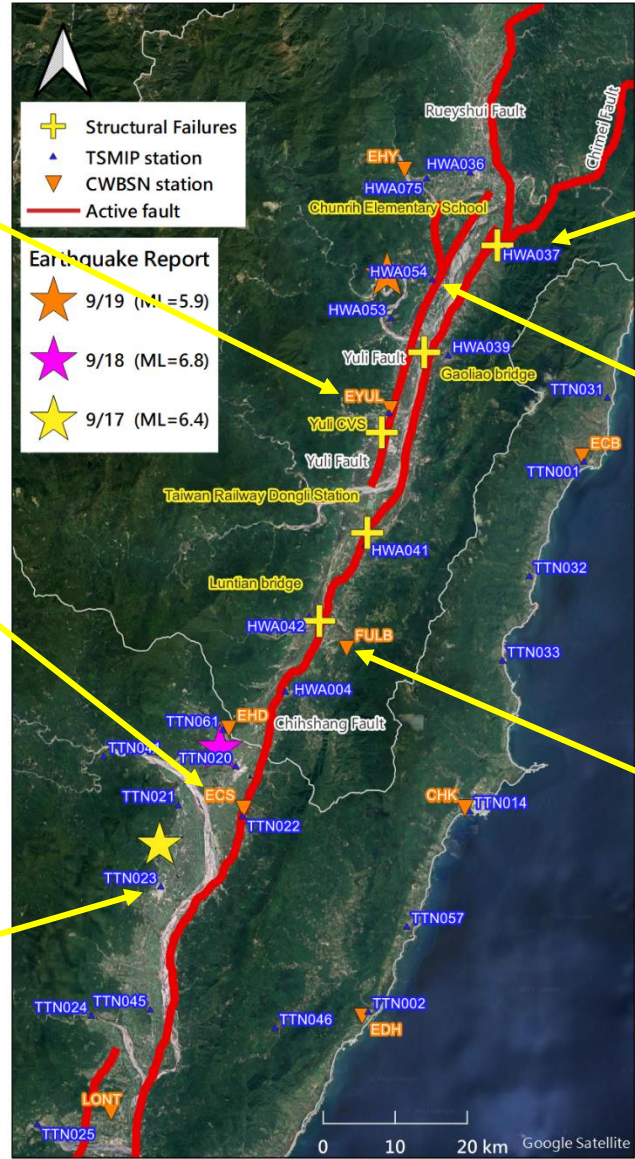 Structural Failures
TSMIP station
CWBSN station
Active fault
Earthquake Report
9/19 (ML=5.9)
9/18 (ML=6.8)
9/17 (ML=6.4)
Rueyshui Fault
Chimei Fault
EHY
HWA036
HWA075
Chunrih Elementary School
HWA037
HWA054
HWA053
HWA039
Yuli Fault
Gaoliao bridge
TTN031
EYUL
Yuli CVS
ECB
TTN001
Yuli Fault
Taiwan Railway Dongli Station
HWA041
TTN032
Luntian bridge
HWA042
FULB
TTN033
HWA004
EHD
TTN061
Chihshang Fault
TTN041
TTN020
ECS
CHK
TTN021
TTN014
TTN022
TTN023
TTN057
TTN024
TTN045
TTN002
TTN046
EDH
LONT
TTN025
0 10 20 km
Google Satellite